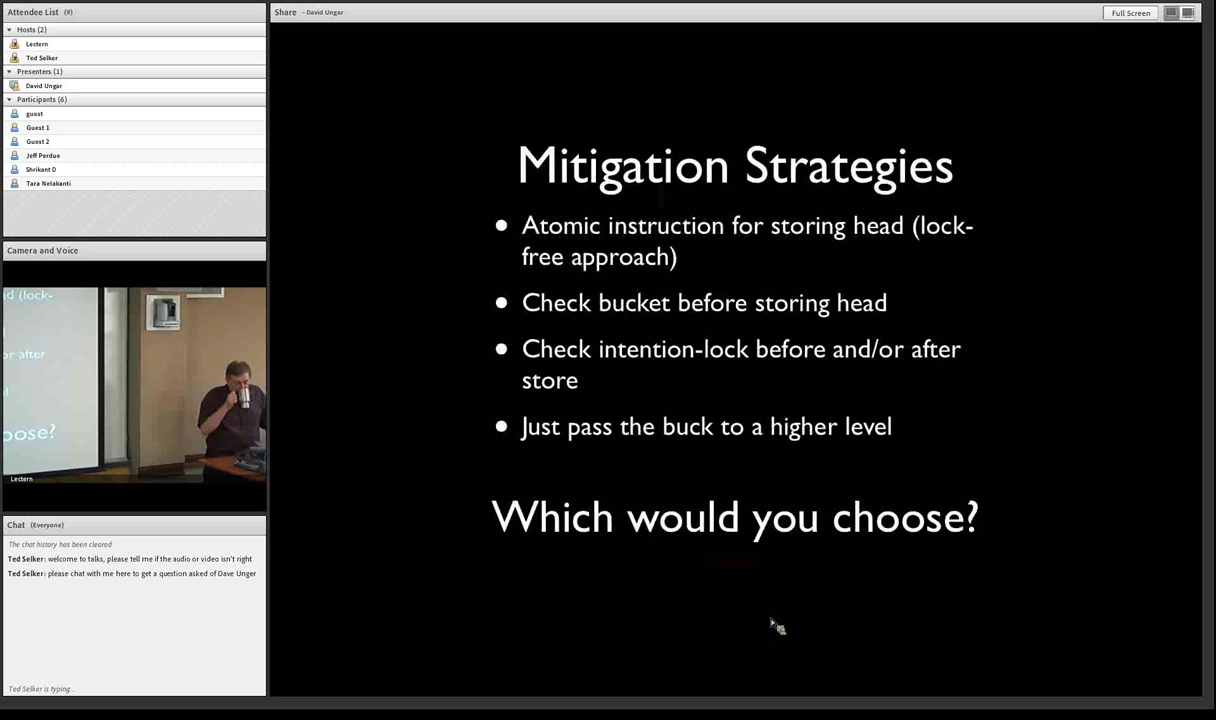 Attendee List (9)
Hosts (2)
Lectern
Ted Selker
Presenters (1)
David Ungar
Participants (6)
guest
Guest 1
Guest 2
Jeff Perdue
Shrikant D
Tara Nelakanti
Camera and Voice
ad (lock-
or after
oose?
Lectern
Chat (Everyone)
The chat history has been cleared
Ted Selker: welcome to talks, please tell me if the audio or video isn't right
Ted Selker: please chat with me here to get a question asked of Dave Unger
Ted Selker is typing...
Share - David Ungar
Full Screen
Mitigation Strategies
• Atomic instruction for storing head (lock-
free approach)
• Check bucket before storing head
• Check intention-lock before and/or after
store
• Just pass the buck to a higher level
Which would you choose?